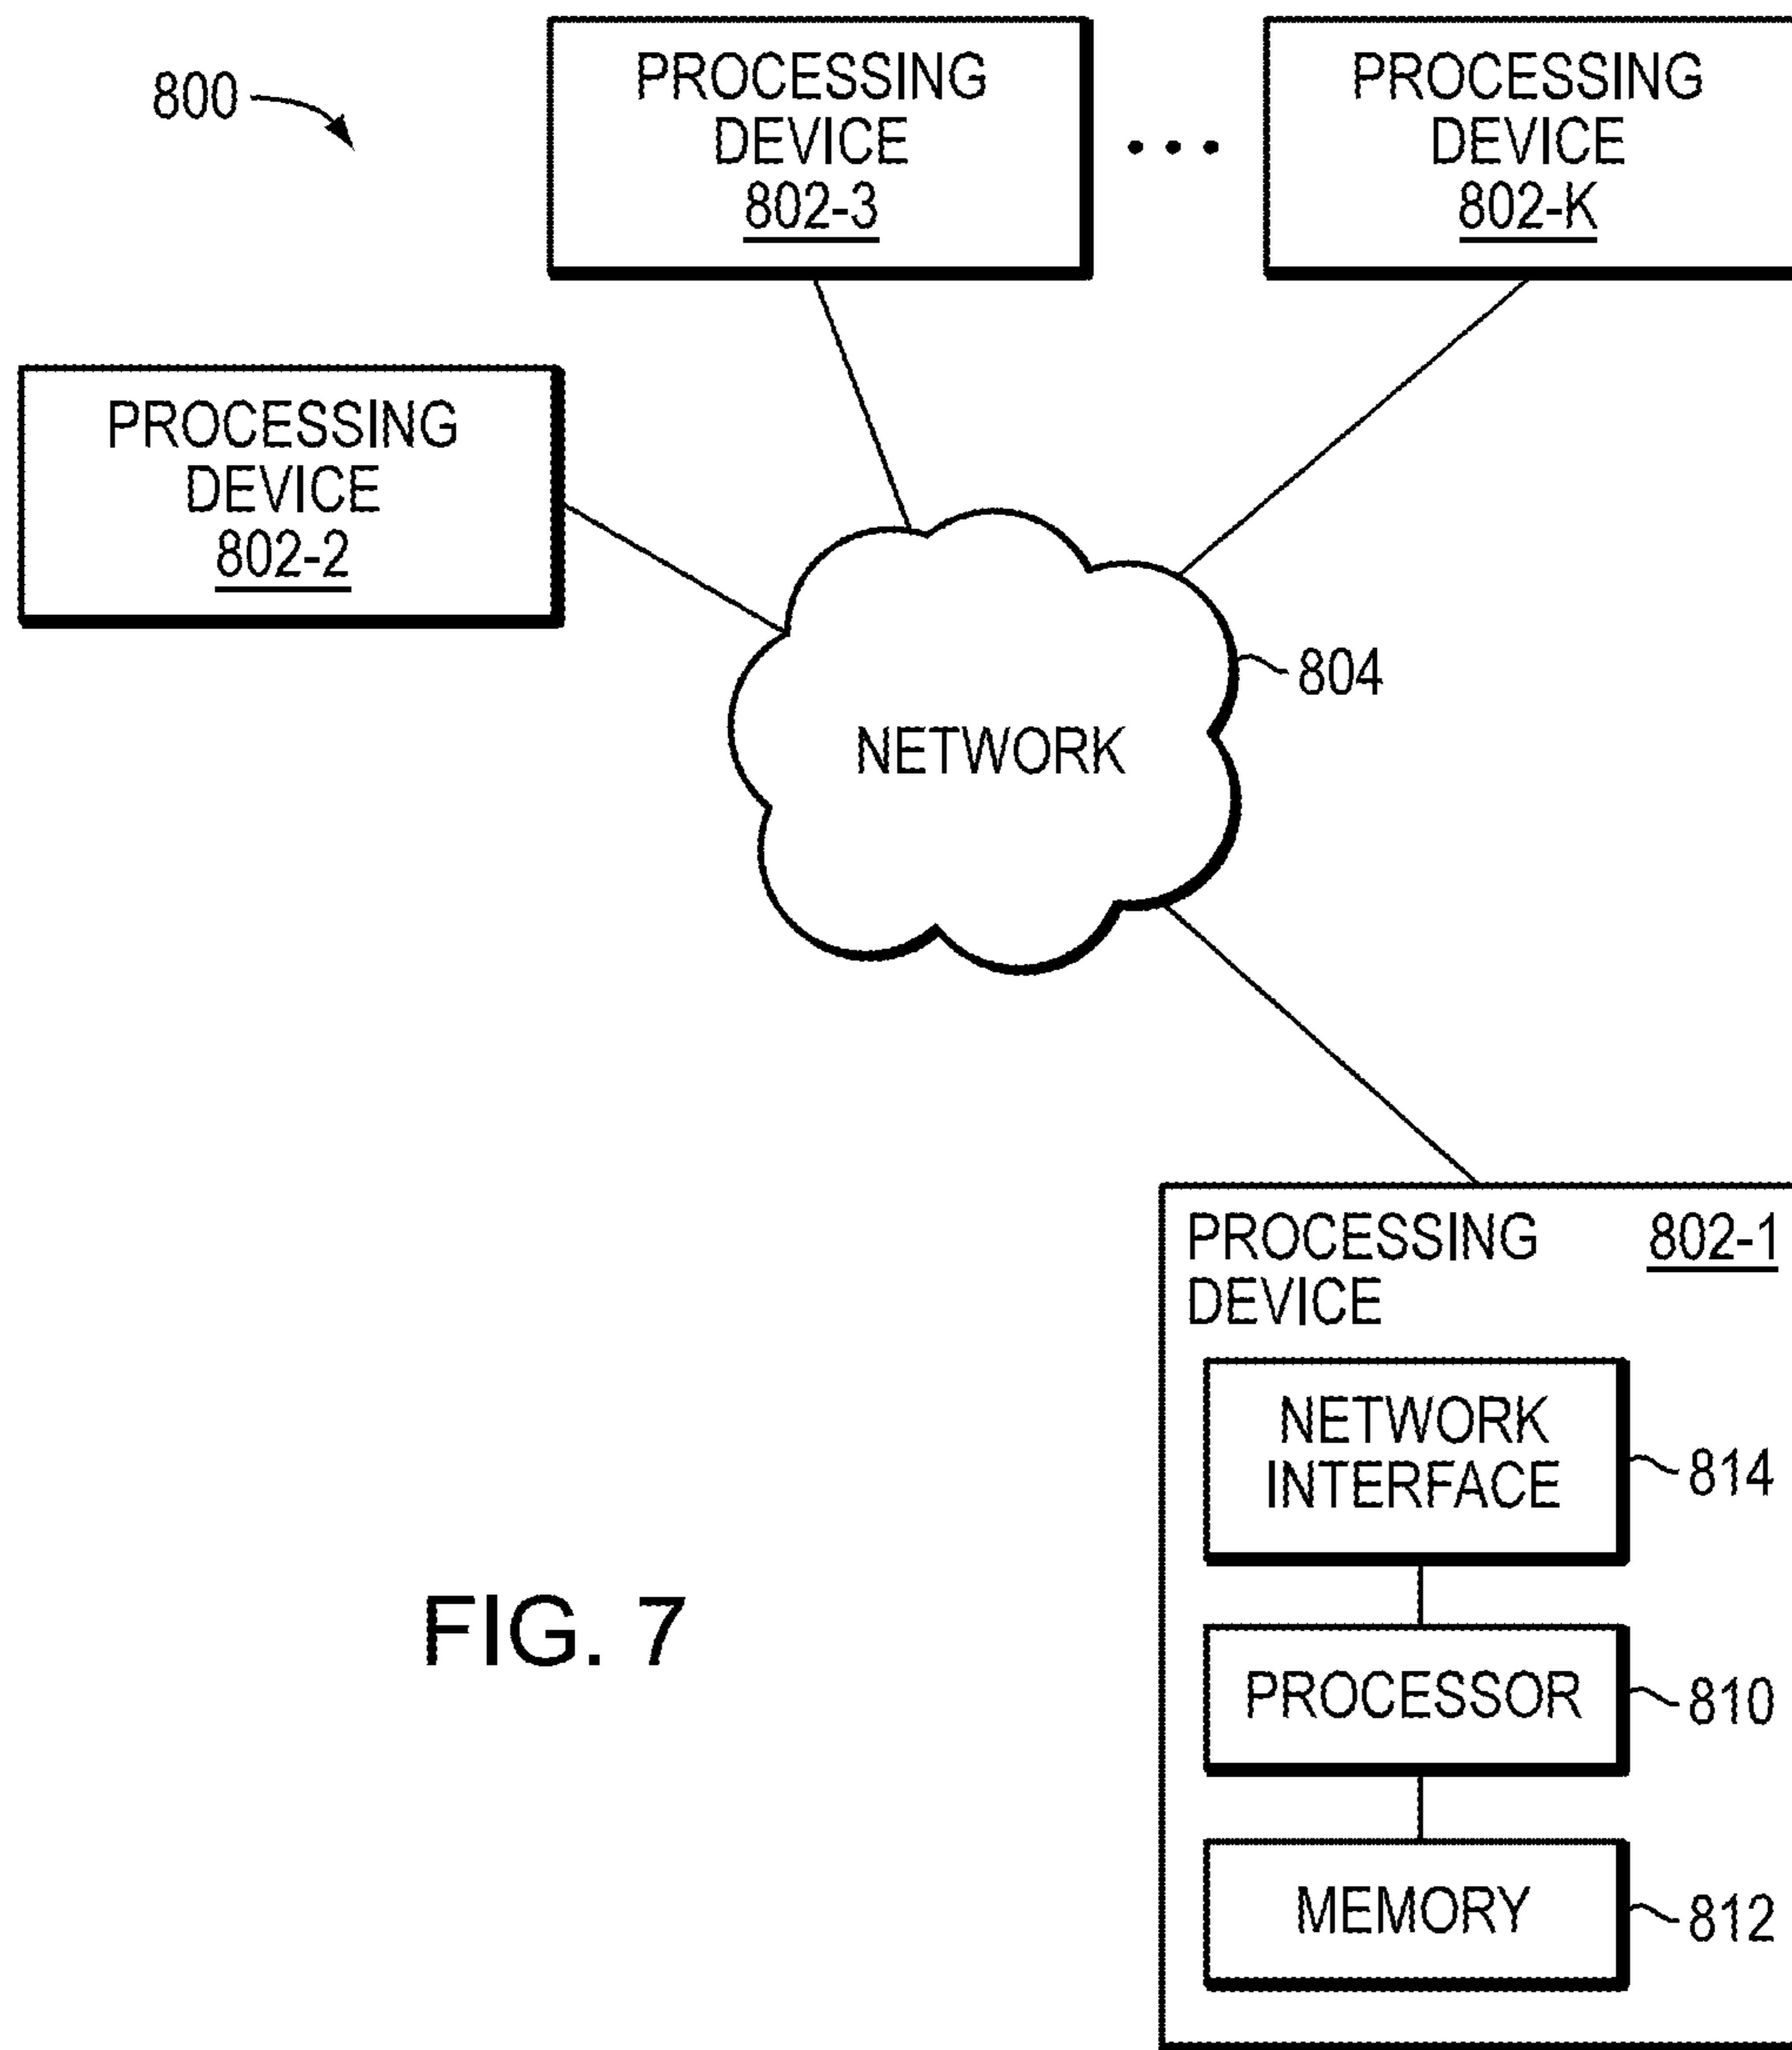 800
PROCESSING
DEVICE
802-3
PROCESSING
DEVICE
802-K
PROCESSING
DEVICE
802-2
804
NETWORK
PROCESSING 802-1
DEVICE
NETWORK
INTERFACE
814
PROCESSOR
810
MEMORY
812
FIG. 7